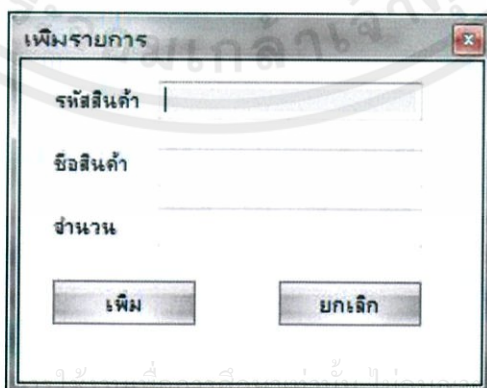 เพิ่มรายการ
รหัสสินค้า
ชื่อสินค้า
จำนวน
เพิ่ม ยกเลิก